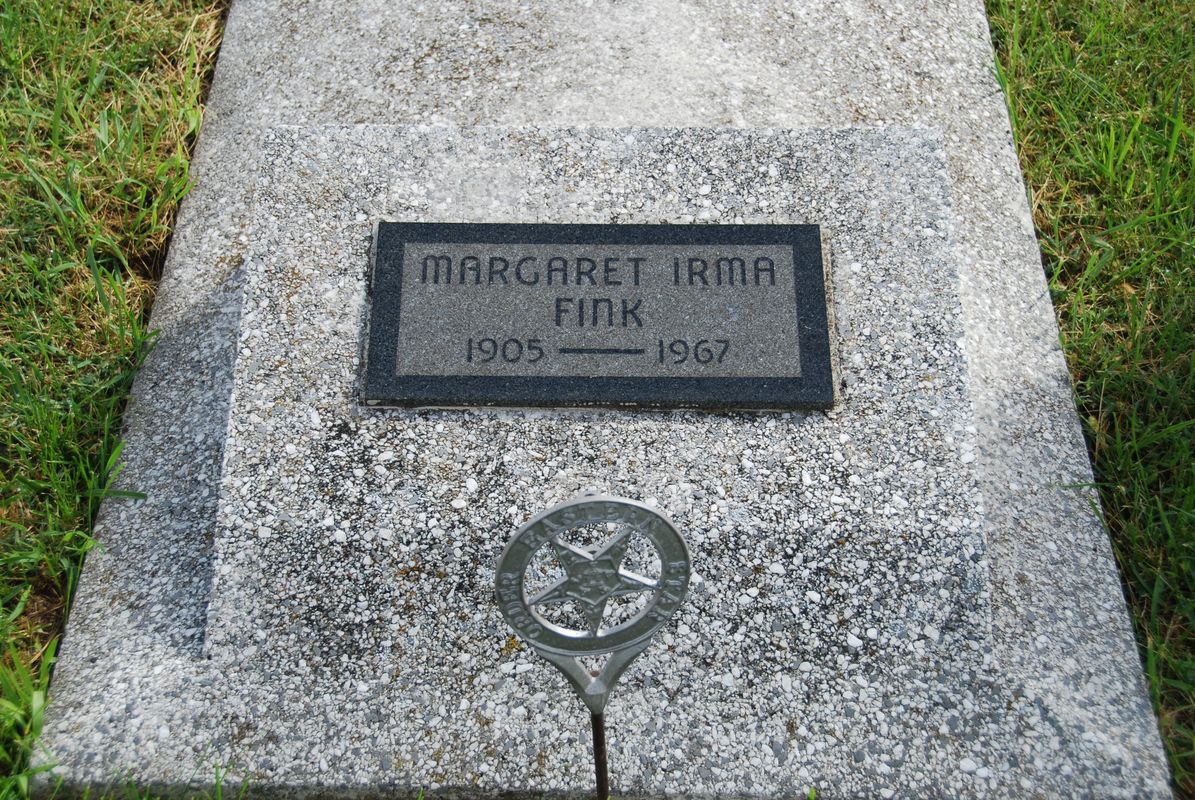 MARGARET IRMA
FINK
1905 — 1967
ORDER EASTERN STAR